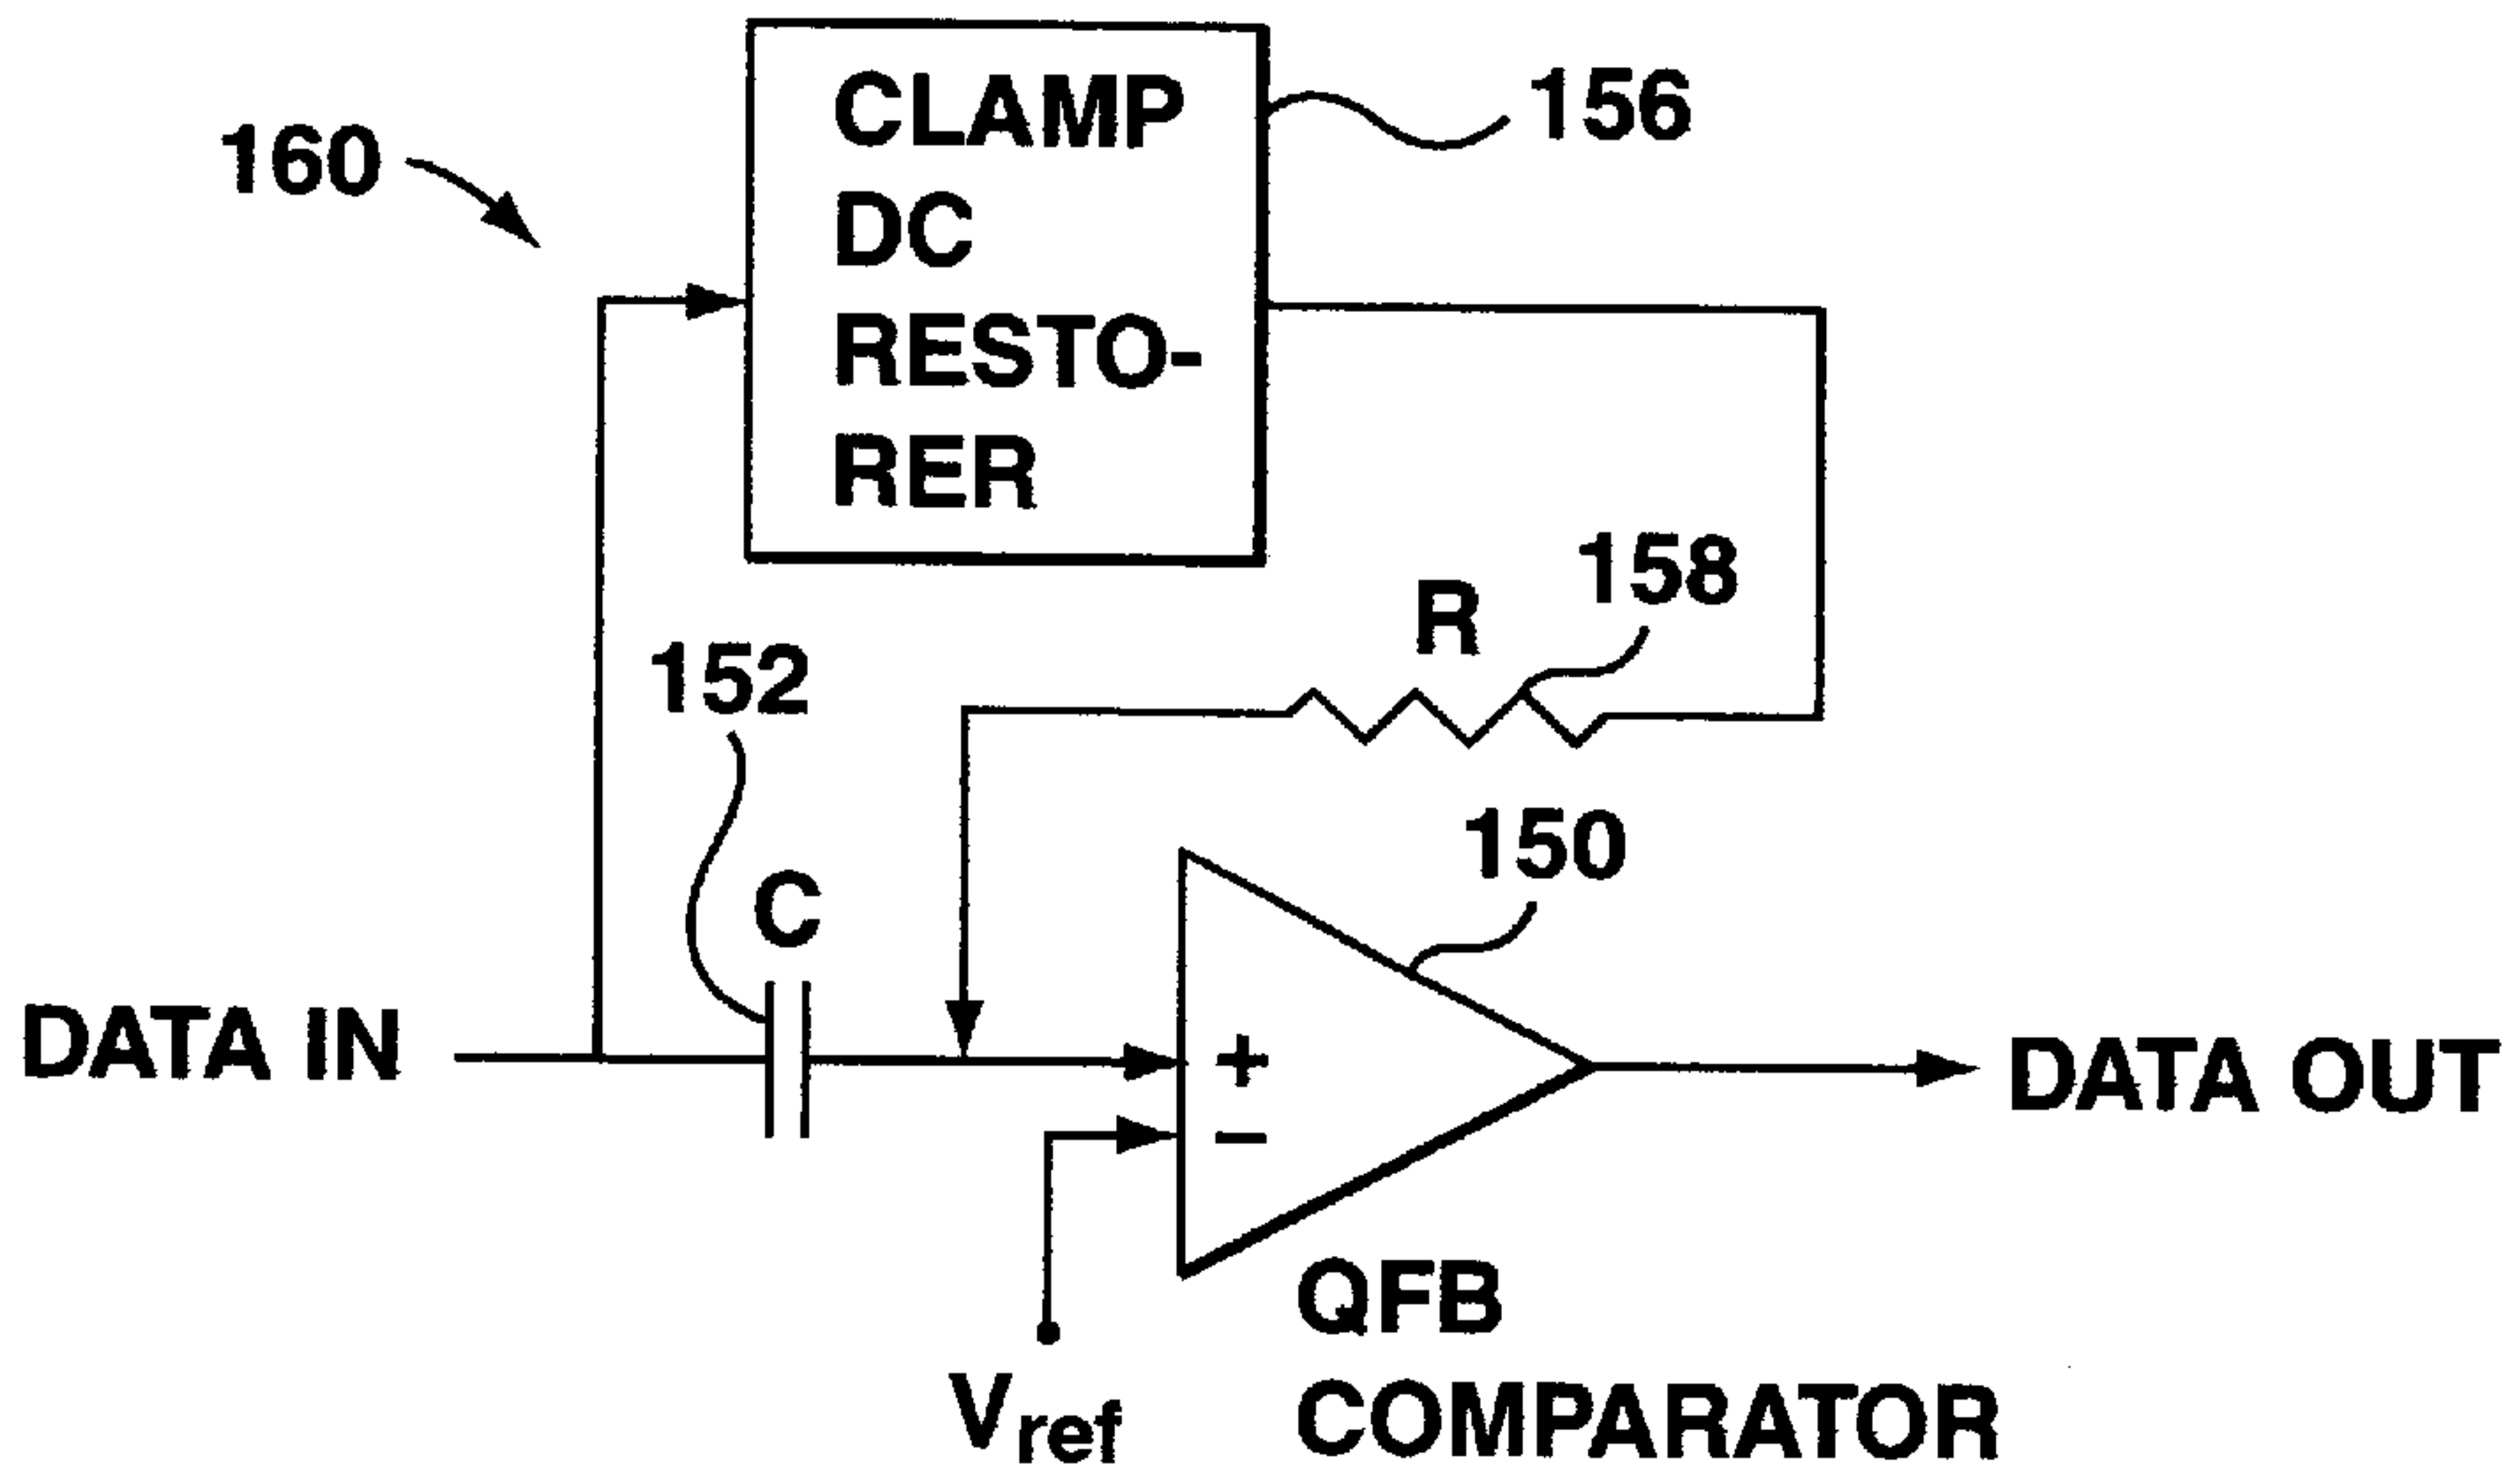 CLAMP
DC
RESTO-
RER
156
160
158
R
152
150
C
DATA IN
+
−
DATA OUT
Vref
QFB
COMPARATOR